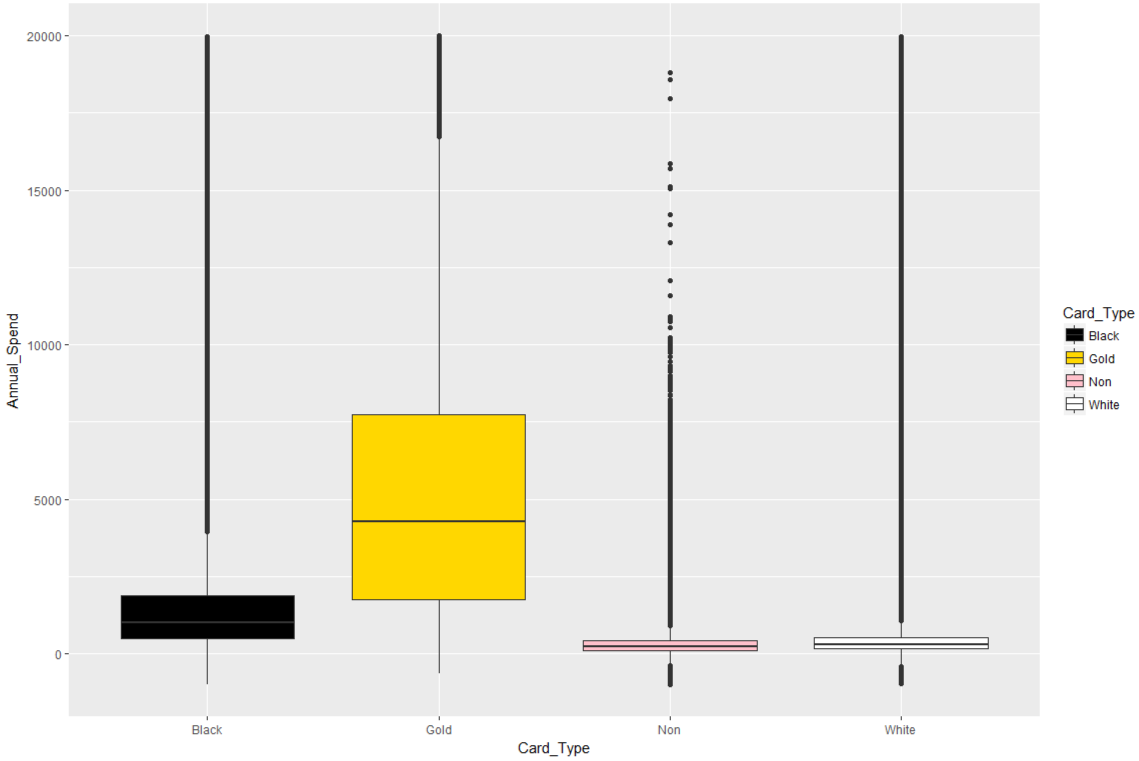 Annual_Spend
20000
15000
10000
5000
0
Black
Gold
Non
White
Card_Type
Card_Type
Black
Gold
Non
White